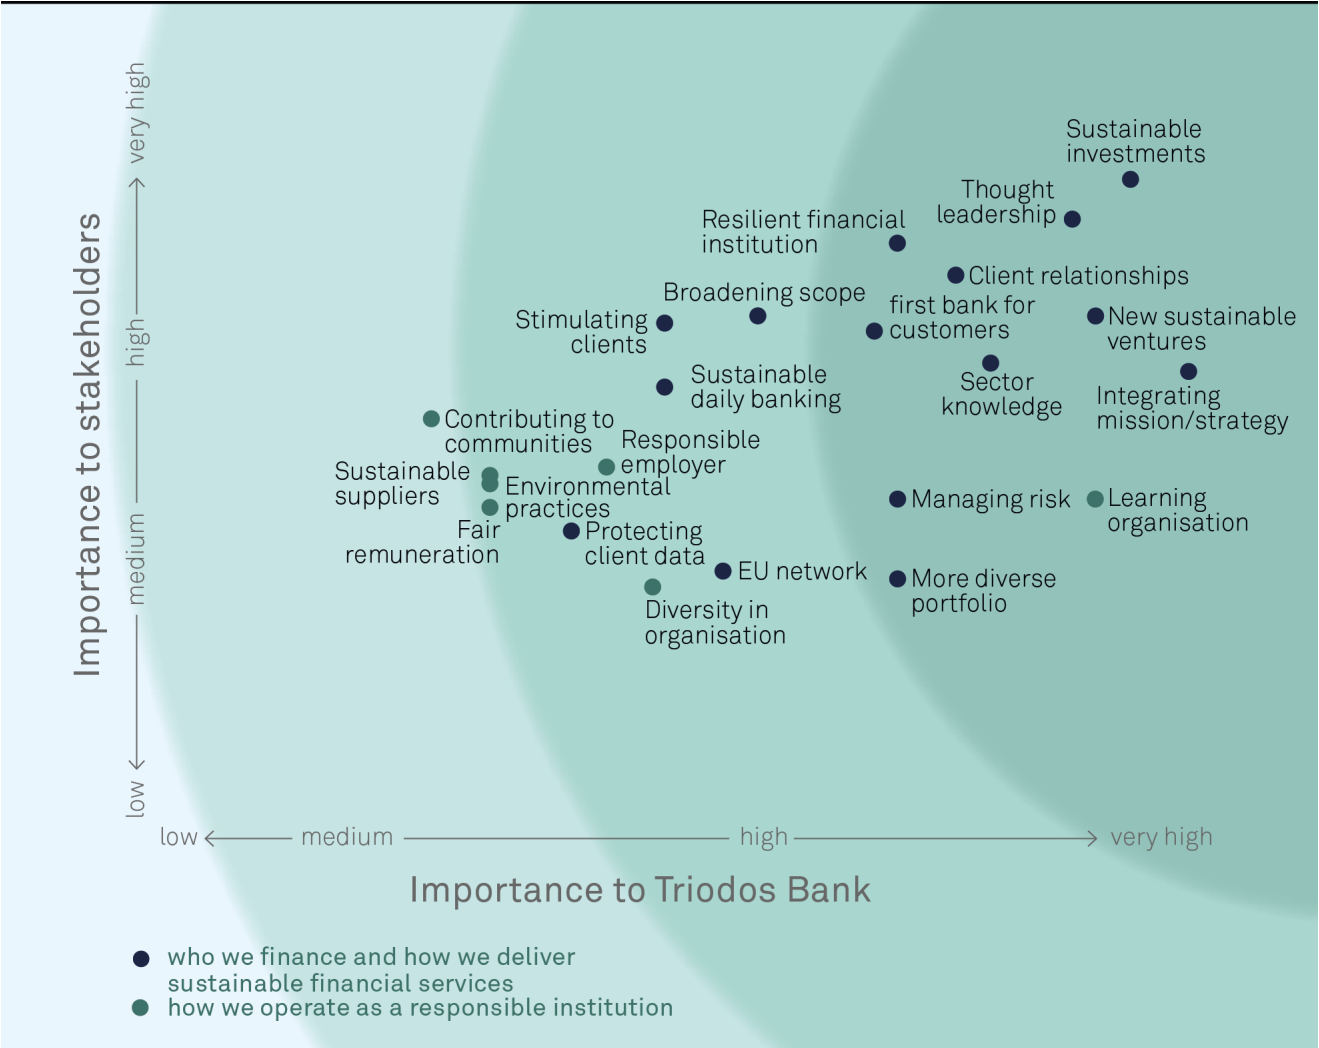 very high
high
medium
low
Importance to stakeholders
Sustainable
investments
Thought
leadership
Resilient financial
institution
Client relationships
Broadening scope
first bank for
customers
New sustainable
ventures
Stimulating
clients
Sector
knowledge
Integrating
mission/strategy
Sustainable
daily banking
Contributing to
communities
Responsible
employer
Sustainable
suppliers
Environmental
practices
Fair
remuneration
Managing risk
Learning
organisation
Protecting
client data
EU network
More diverse
portfolio
Diversity in
organisation
low
medium
high
very high
Importance to Triodos Bank
who we finance and how we deliver
sustainable financial services
how we operate as a responsible institution